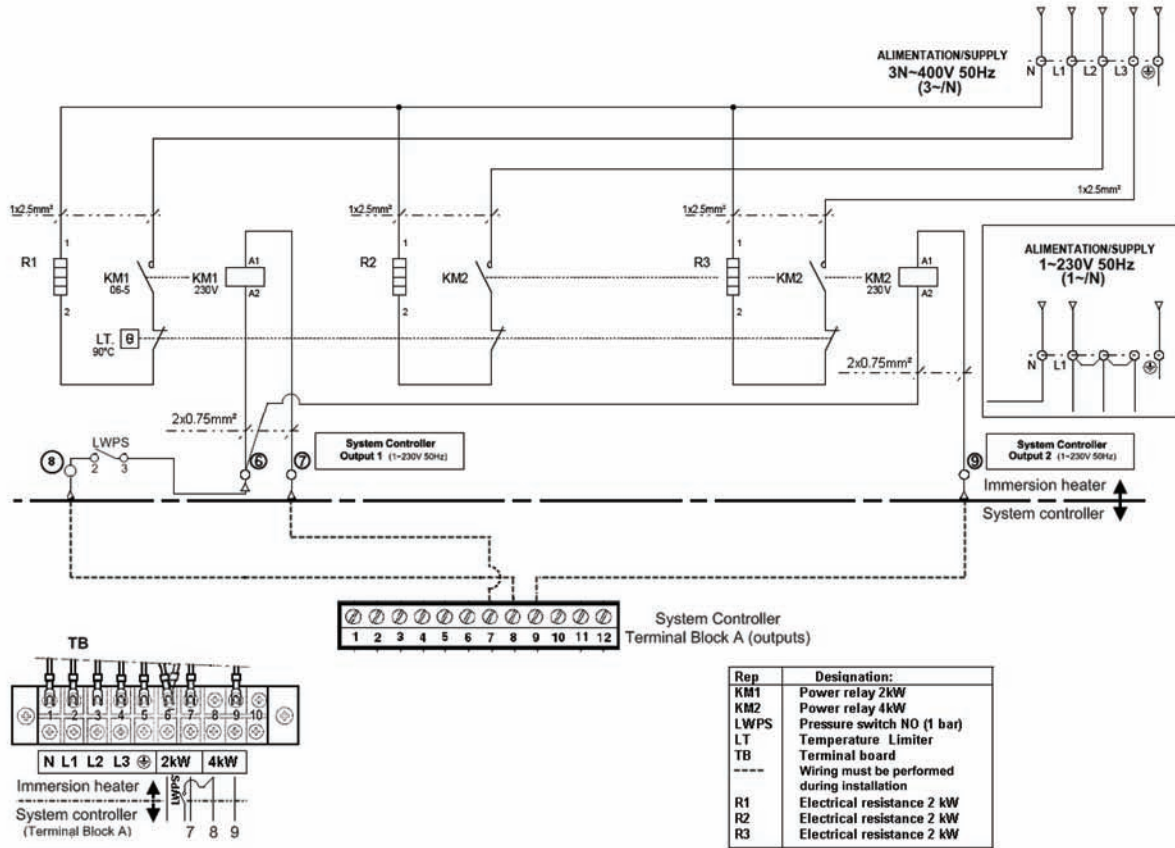 ALIMENTATION/SUPPLY
3N~400V 50Hz
(3~/N)
N L1 L2 L3
1x2.5mm²
1x2.5mm²
1x2.5mm²
1x2.5mm²
R1
1
2
KM1
06-5
KM1
230V
A1
A2
R2
1
2
KM2
R3
1
2
KM2
KM2
230V
A1
A2
LT.
90°C
θ
ALIMENTATION/SUPPLY
1~230V 50Hz
(1~/N)
N L1
2x0.75mm²
2x0.75mm²
8
LWPS
2 3
6
7
System Controller
Output 1 (1~230V 50Hz)
9
System Controller
Output 2 (1~230V 50Hz)
Immersion heater
System controller
1 2 3 4 5 6 7 8 9 10 11 12
System Controller
Terminal Block A (outputs)
TB
1 2 3 4 5 6 7 8 9 10
N L1 L2 L3 2kW 4kW
LWPS
Immersion heater
System controller
(Terminal Block A)
7 8 9
Rep Designation:
KM1 Power relay 2kW
KM2 Power relay 4kW
LWPS Pressure switch NO (1 bar)
LT Temperature Limiter
TB Terminal board
---- Wiring must be performed
during installation
R1 Electrical resistance 2 kW
R2 Electrical resistance 2 kW
R3 Electrical resistance 2 kW